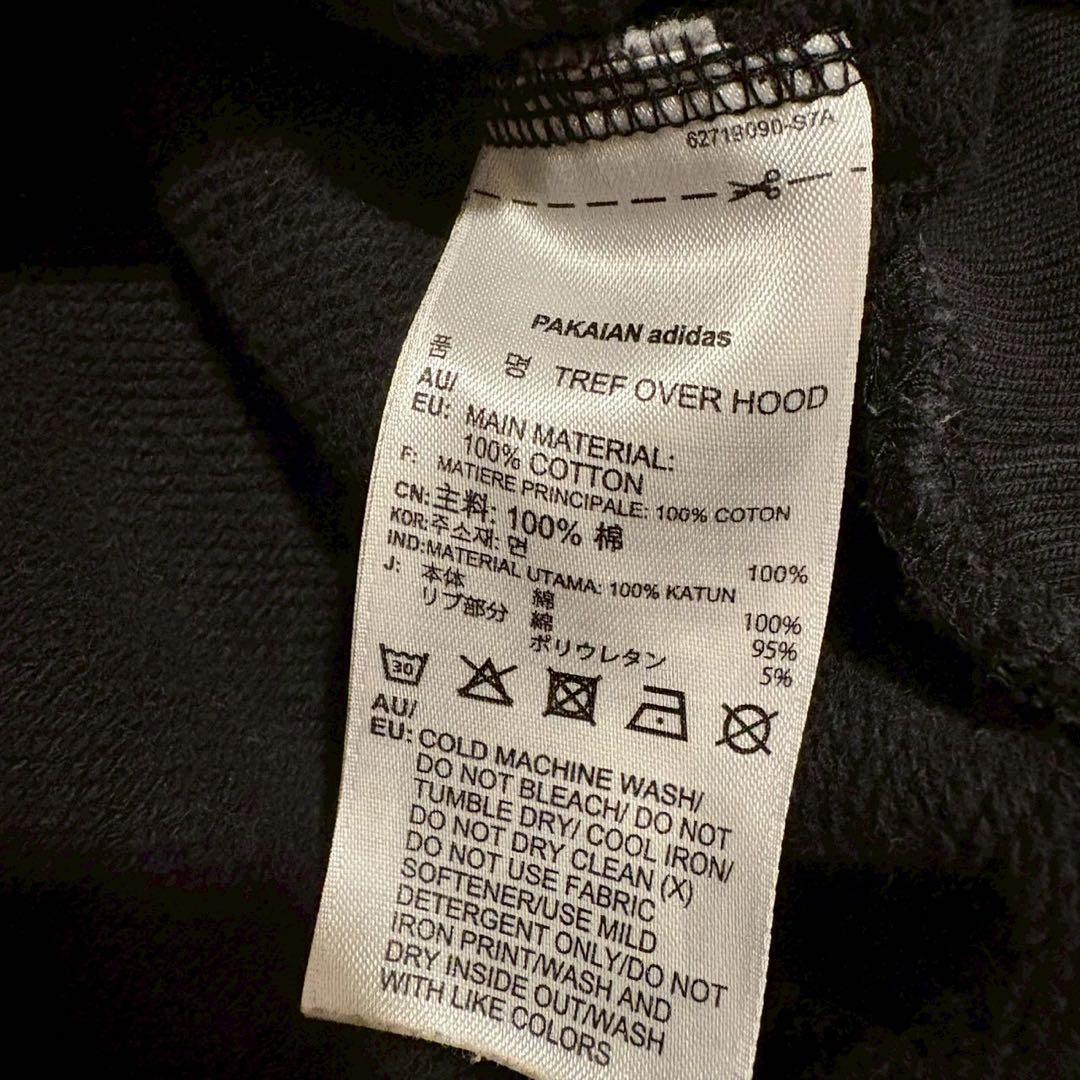 62719090-S7A
PAKAIAN adidas
품 명 TREF OVER HOOD
AU/
EU: MAIN MATERIAL:
100% COTTON
F: MATIERE PRINCIPALE: 100% COTON
CN: 主料: 100% 棉
KOR: 주소재: 면 100%
IND: MATERIAL UTAMA: 100% KATUN
J: 本体 綿 100%
リブ部分 綿 95%
ポリウレタン 5%
30
AU/
EU: COLD MACHINE WASH/
DO NOT BLEACH/ DO NOT
TUMBLE DRY/ COOL IRON/
DO NOT DRY CLEAN (X)
DO NOT USE FABRIC
SOFTENER/USE MILD
DETERGENT ONLY/DO NOT
IRON PRINT/WASH AND
DRY INSIDE OUT/WASH
WITH LIKE COLORS